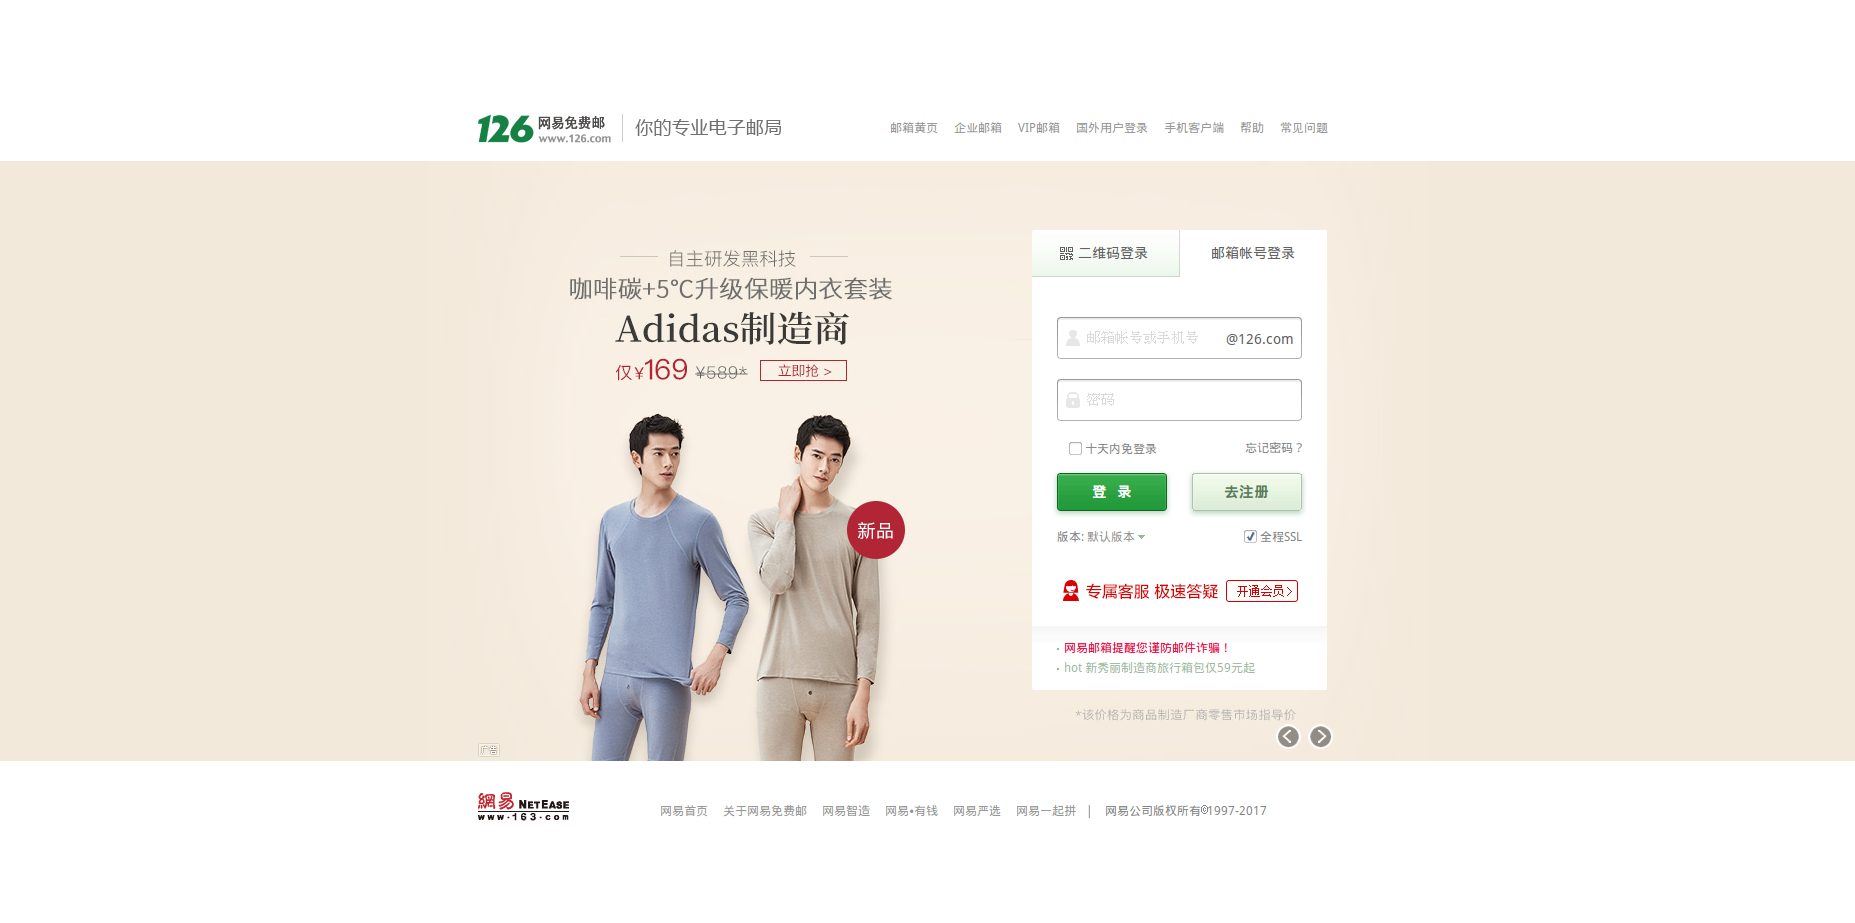 126 网易免费邮
www.126.com
你的专业电子邮局
邮箱黄页 企业邮箱 VIP邮箱 国外用户登录 手机客户端 帮助 常见问题
自主研发黑科技
咖啡碳+5℃升级保暖内衣套装
Adidas制造商
仅¥169 ¥589* 立即抢 >
新品
广告
二维码登录 邮箱帐号登录
邮箱帐号或手机号 @126.com
密码
十天内免登录 忘记密码？
登 录 去注册
版本: 默认版本 全程SSL
专属客服 极速答疑 开通会员>
· 网易邮箱提醒您谨防邮件诈骗！
· hot 新秀丽制造商旅行箱包仅59元起
*该价格为商品制造厂商零售市场指导价
網易 NETEASE
www.163.com
网易首页 关于网易免费邮 网易智造 网易•有钱 网易严选 网易一起拼 | 网易公司版权所有©1997-2017